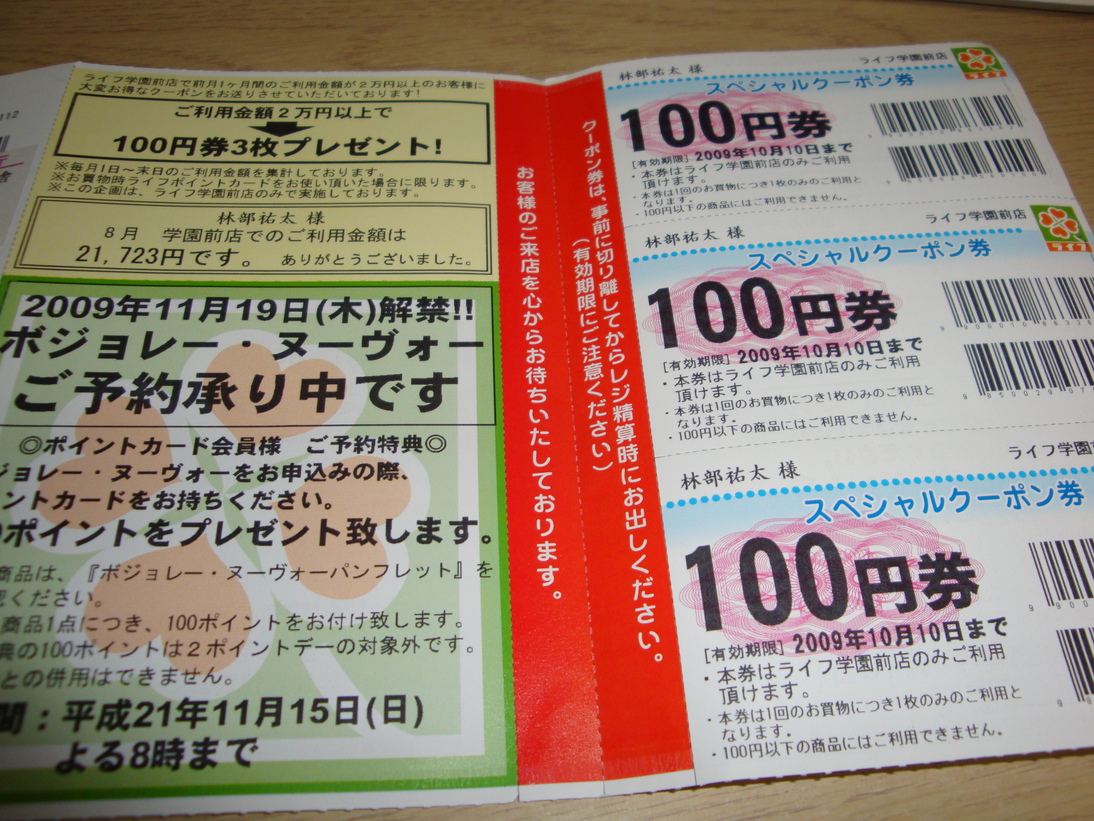 ライフ学園前店で前月1ヶ月間のご利用金額が2万円以上のお客様に
大変お得なクーポンをお送りさせていただいております!
ご利用金額2万円以上で
100円券3枚プレゼント!
※毎月1日〜末日のご利用金額を集計しております。
※お買物時ライフポイントカードをお使い頂いた場合に限ります。
※この企画は、ライフ学園前店のみで実施しております。
林部祐太 様
8月 学園前店でのご利用金額は
21,723円です。 ありがとうございました。
2009年11月19日(木)解禁!!
ボジョレー・ヌーヴォー
ご予約承り中です
◎ポイントカード会員様 ご予約特典◎
ジョレー・ヌーヴォーをお申込みの際、
ントカードをお持ちください。
0ポイントをプレゼント致します。
商品は、『ボジョレー・ヌーヴォーパンフレット』を
ください。
商品1点につき、100ポイントをお付け致します。
典の100ポイントは2ポイントデーの対象外です。
との併用はできません。
間:平成21年11月15日(日)
よる8時まで
クーポン券は、事前に切り離してからレジ精算時にお出しください。
(有効期限にご注意ください)
お客様のご来店を心からお待ちいたしております。
林部祐太 様
ライフ学園前店
ライフ
スペシャルクーポン券
100円券
[有効期限] 2009年10月10日まで
・本券はライフ学園前店のみご利用
頂けます。
・本券は1回のお買物につき1枚のみのご利用と
なります。
・100円以下の商品にはご利用できません。
林部祐太 様
ライフ学園前店
ライフ
スペシャルクーポン券
100円券
[有効期限] 2009年10月10日まで
・本券はライフ学園前店のみご利用
頂けます。
・本券は1回のお買物につき1枚のみのご利用と
なります。
・100円以下の商品にはご利用できません。
林部祐太 様
ライフ学園
スペシャルクーポン券
100円券
[有効期限] 2009年10月10日まで
・本券はライフ学園前店のみご利用
頂けます。
・本券は1回のお買物につき1枚のみのご利用と
なります。
・100円以下の商品にはご利用できません。